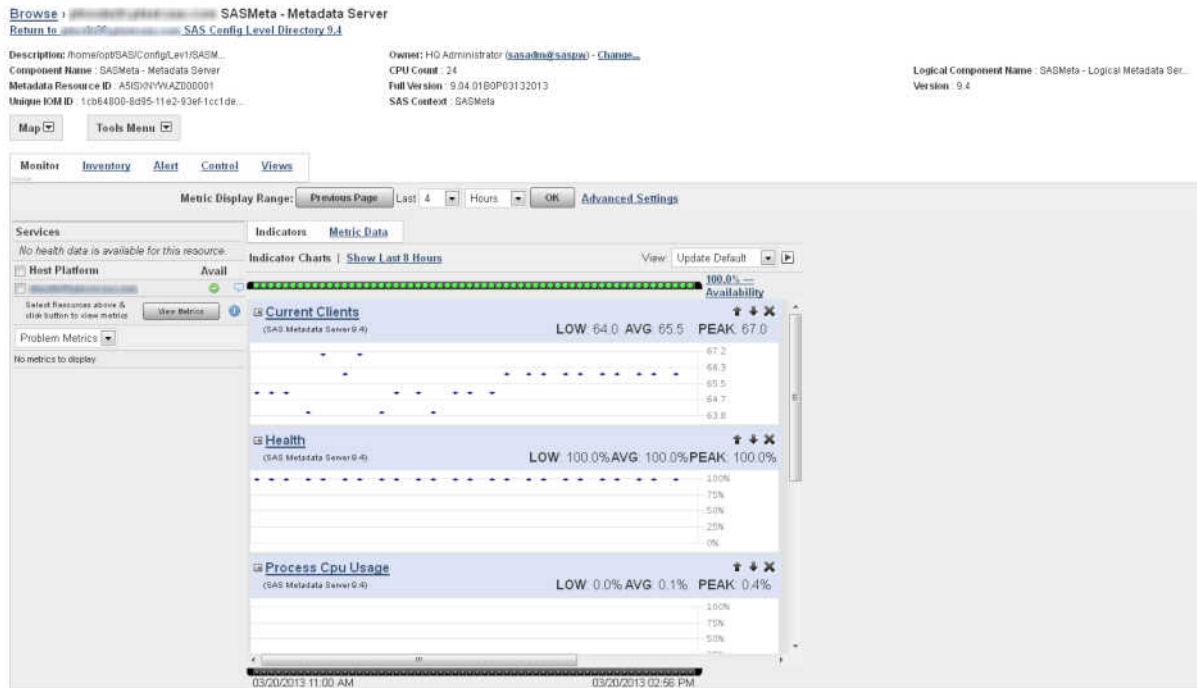 Browse › SASMeta - Metadata Server
Return to SAS Config Level Directory 9.4
Description: /home/opt/SAS/Config/Lev1/SASM...
Owner: HQ Administrator (sasadm@saspw) - Change...
Component Name : SASMeta - Metadata Server
CPU Count : 24
Logical Component Name : SASMeta - Logical Metadata Ser...
Metadata Resource ID : A5ISXNYW.AZ000001
Full Version : 9.04.01B0P03132013
Version : 9.4
Unique IOM ID : 1cb64800-8d95-11e2-93ef-1cc1de...
SAS Context : SASMeta
Map
Tools Menu
Monitor Inventory Alert Control Views
Metric Display Range: Previous Page Last 4 Hours OK Advanced Settings
Services
No health data is available for this resource.
Host Platform Avail
Select Resources above & click button to view metrics
View Metrics
Problem Metrics
No metrics to display
Indicators Metric Data
Indicator Charts | Show Last 8 Hours
View: Update Default
100.0% — Availability
Current Clients
(SAS Metadata Server 9.4)
LOW: 64.0 AVG: 65.5 PEAK: 67.0
67.2
66.3
65.5
64.7
63.8
Health
(SAS Metadata Server 9.4)
LOW: 100.0% AVG: 100.0% PEAK: 100.0%
100%
75%
50%
25%
0%
Process Cpu Usage
(SAS Metadata Server 9.4)
LOW: 0.0% AVG: 0.1% PEAK: 0.4%
100%
75%
50%
03/20/2013 11:00 AM
03/20/2013 02:56 PM